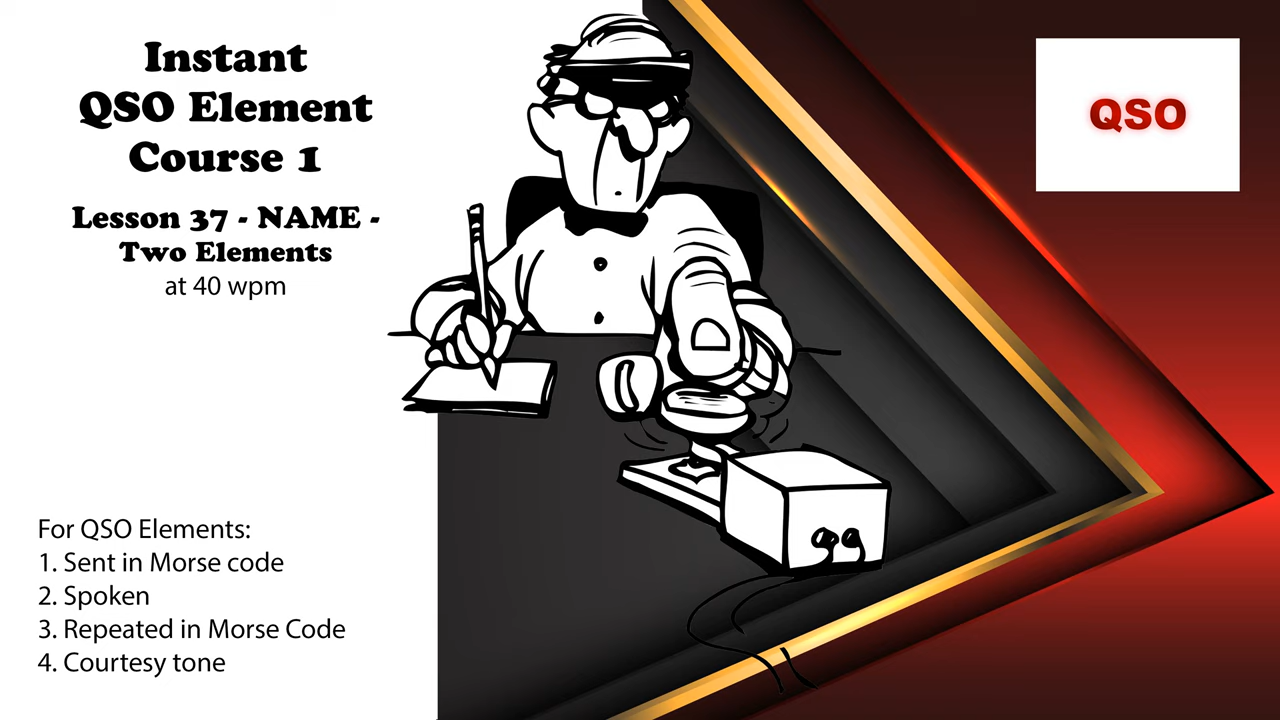 Instant
QSO Element
Course 1
Lesson 37 - NAME -
Two Elements
at 40 wpm
QSO
For QSO Elements:
1. Sent in Morse code
2. Spoken
3. Repeated in Morse Code
4. Courtesy tone